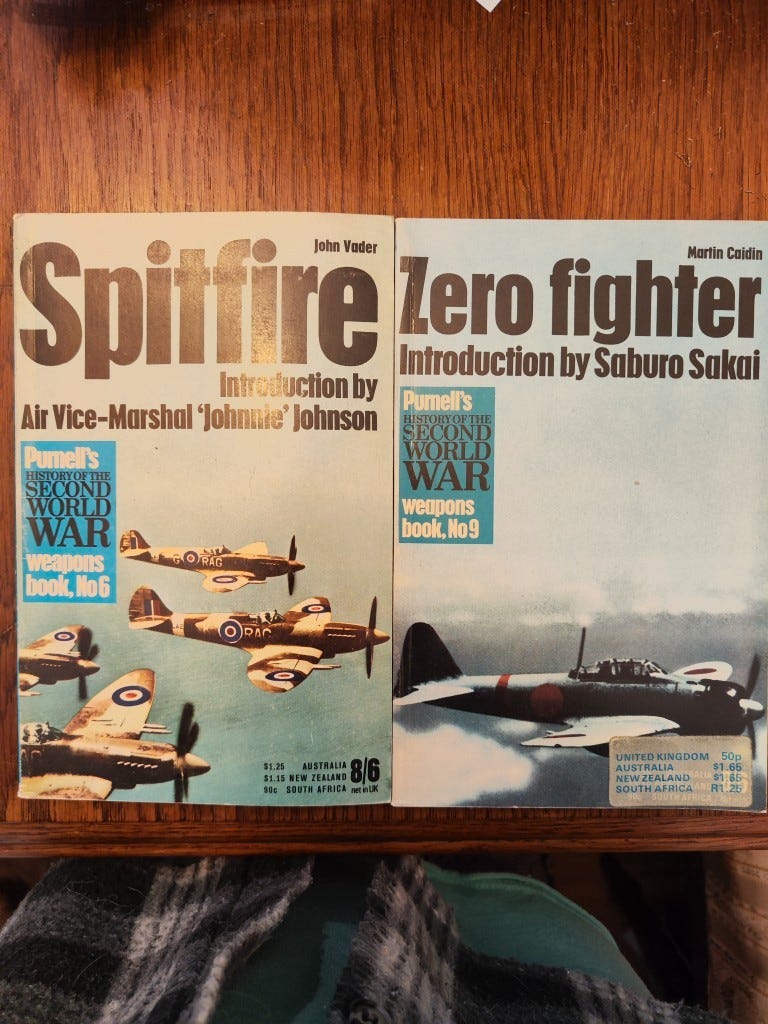 John Vader
Spitfire
Introduction by
Air Vice-Marshal 'Johnnie' Johnson
Purnell's
HISTORY OF THE
SECOND
WORLD
WAR
weapons
book, No 6
G RAG
RAG
$1.25 AUSTRALIA 8/6
$1.15 NEW ZEALAND
90c SOUTH AFRICA net in UK
Martin Caidin
Zero fighter
Introduction by Saburo Sakai
Purnell's
HISTORY OF THE
SECOND
WORLD
WAR
weapons
book, No 9
UNITED KINGDOM 50p
AUSTRALIA $1.65
NEW ZEALAND $1.65
SOUTH AFRICA R1.25
90c SOUTH AFRICA